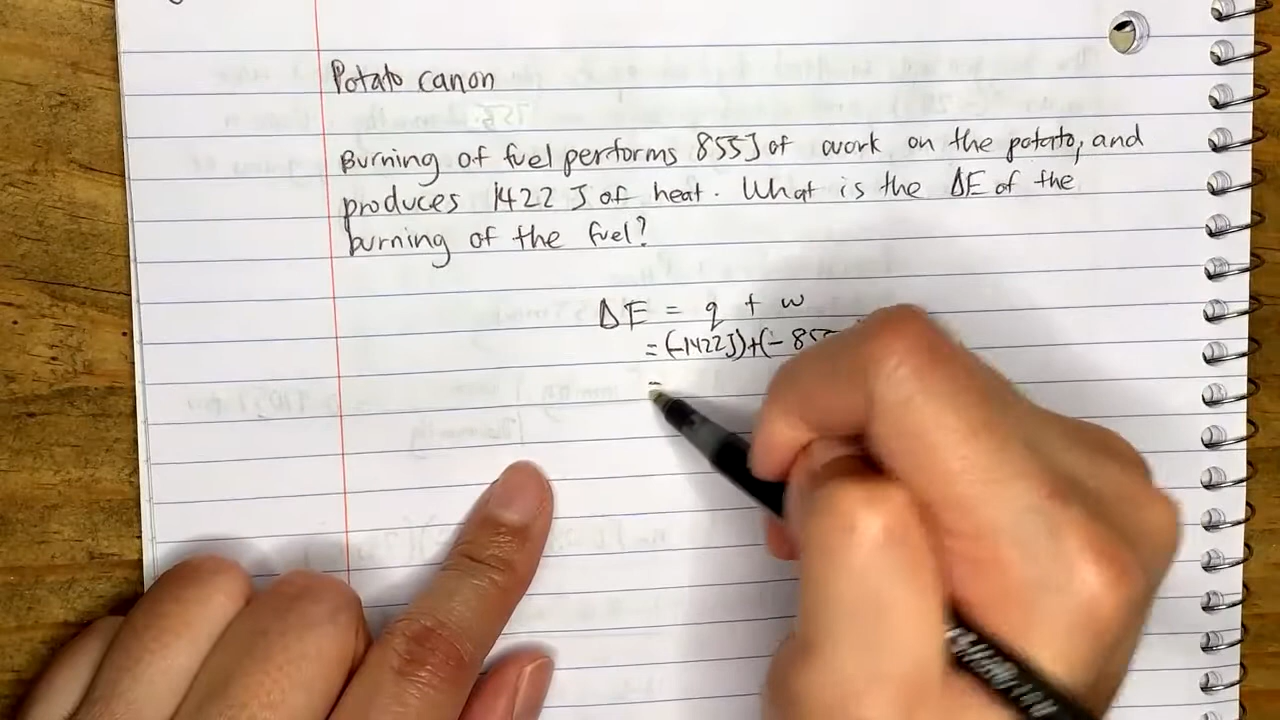 Potato canon
Burning of fuel performs 855J of work on the potato, and
produces 1422 J of heat. What is the ΔE of the
burning of the fuel?
ΔE = q + w
= (-1422J)+(- 855
=